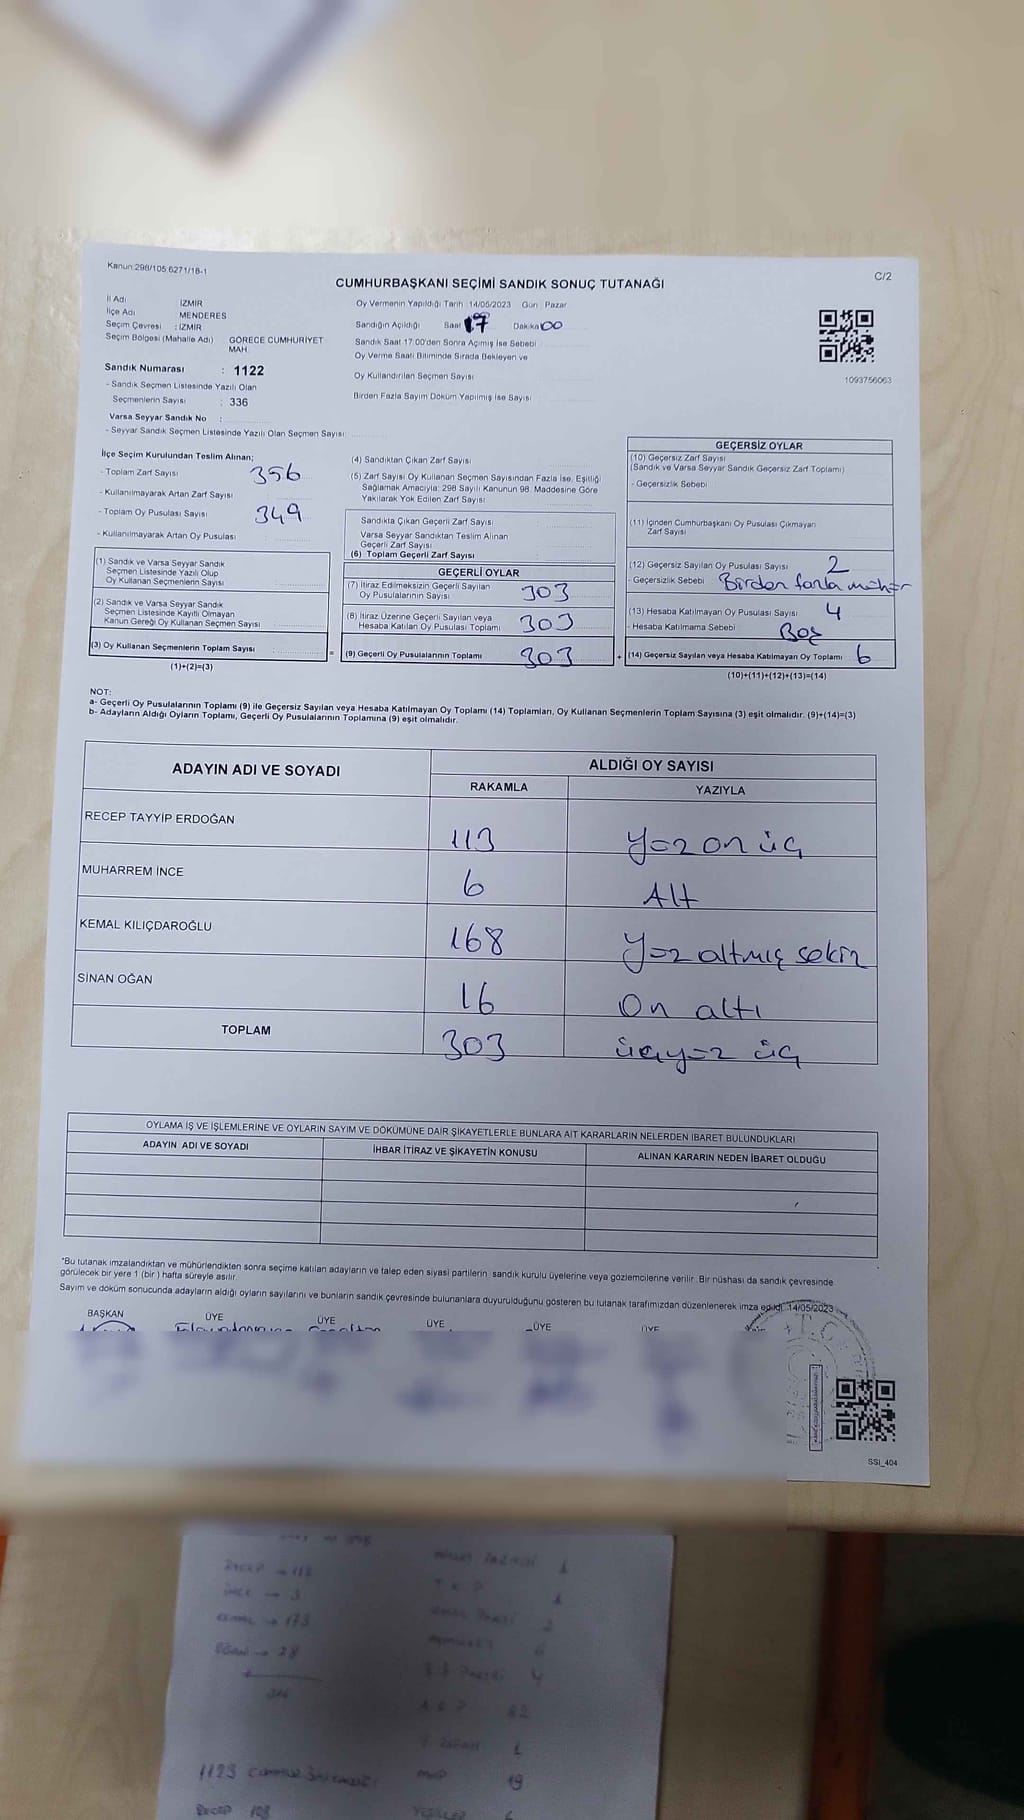 Kanun:298/105 6271/18-1
C/2
CUMHURBAŞKANI SEÇİMİ SANDIK SONUÇ TUTANAĞI
İl Adı : İZMİR
İlçe Adı : MENDERES
Seçim Çevresi : İZMİR
Seçim Bölgesi (Mahalle Adı) GÖRECE CUMHURİYET
MAH.
Sandık Numarası : 1122
- Sandık Seçmen Listesinde Yazılı Olan
Seçmenlerin Sayısı : 336
Varsa Seyyar Sandık No :
- Seyyar Sandık Seçmen Listesinde Yazılı Olan Seçmen Sayısı:
Oy Vermenin Yapıldığı Tarih 14/05/2023 Gün : Pazar
Sandığın Açıldığı Saat 17 Dakika 00
Sandık Saat 17:00'den Sonra Açımış İse Sebebi
Oy Verme Saati Bitiminde Sırada Bekleyen ve
Oy Kullandırılan Seçmen Sayısı
Birden Fazla Sayım Döküm Yapılmış İse Sayısı
1093756063
İlçe Seçim Kurulundan Teslim Alınan;
- Toplam Zarf Sayısı 356
- Kullanılmayarak Artan Zarf Sayısı
- Toplam Oy Pusulası Sayısı 349
- Kullanılmayarak Artan Oy Pusulası
(1) Sandık ve Varsa Seyyar Sandık
Seçmen Listesinde Yazılı Olup
Oy Kullanan Seçmenlerin Sayısı
(2) Sandık ve Varsa Seyyar Sandık
Seçmen Listesinde Kayıtlı Olmayan
Kanun Gereği Oy Kullanan Seçmen Sayısı
(3) Oy Kullanan Seçmenlerin Toplam Sayısı
(1)+(2)=(3)
(4) Sandıktan Çıkan Zarf Sayısı
(5) Zarf Sayısı Oy Kullanan Seçmen Sayısından Fazla İse, Eşitliği
Sağlamak Amacıyla; 298 Sayılı Kanunun 98. Maddesine Göre
Yakılarak Yok Edilen Zarf Sayısı
Sandıkta Çıkan Geçerli Zarf Sayısı
Varsa Seyyar Sandıktan Teslim Alınan
Geçerli Zarf Sayısı
(6) Toplam Geçerli Zarf Sayısı
GEÇERLİ OYLAR
(7) İtiraz Edilmeksizin Geçerli Sayılan
Oy Pusulalarının Sayısı 303
(8) İtiraz Üzerine Geçerli Sayılan veya
Hesaba Katılan Oy Pusulası Toplamı 303
= (9) Geçerli Oy Pusulalarının Toplamı 303
GEÇERSİZ OYLAR
(10) Geçersiz Zarf Sayısı
(Sandık ve Varsa Seyyar Sandık Geçersiz Zarf Toplamı)
- Geçersizlik Sebebi
(11) İçinden Cumhurbaşkanı Oy Pusulası Çıkmayan
Zarf Sayısı
(12) Geçersiz Sayılan Oy Pusulası Sayısı 2
- Geçersizlik Sebebi Birden fazla mühür
(13) Hesaba Katılmayan Oy Pusulası Sayısı 4
- Hesaba Katılmama Sebebi Boş
+ (14) Geçersiz Sayılan veya Hesaba Katılmayan Oy Toplamı 6
(10)+(11)+(12)+(13)=(14)
NOT:
a- Geçerli Oy Pusulalarının Toplamı (9) ile Geçersiz Sayılan veya Hesaba Katılmayan Oy Toplamı (14) Toplamları, Oy Kullanan Seçmenlerin Toplam Sayısına (3) eşit olmalıdır. (9)+(14)=(3)
b- Adayların Aldığı Oyların Toplamı, Geçerli Oy Pusulalarının Toplamına (9) eşit olmalıdır.
ADAYIN ADI VE SOYADI ALDIĞI OY SAYISI
RAKAMLA YAZIYLA
RECEP TAYYİP ERDOĞAN 113 yüz on üç
MUHARREM İNCE 6 Altı
KEMAL KILIÇDAROĞLU 168 yüz altmış sekiz
SİNAN OĞAN 16 On altı
TOPLAM 303 üçyüz üç
OYLAMA İŞ VE İŞLEMLERİNE VE OYLARIN SAYIM VE DÖKÜMÜNE DAİR ŞİKAYETLERLE BUNLARA AİT KARARLARIN NELERDEN İBARET BULUNDUKLARI
ADAYIN ADI VE SOYADI İHBAR İTİRAZ VE ŞİKAYETİN KONUSU ALINAN KARARIN NEDEN İBARET OLDUĞU
*Bu tutanak imzalandıktan ve mühürlendikten sonra seçime katılan adayların ve talep eden siyasi partilerin sandık kurulu üyelerine veya gözlemcilerine verilir. Bir nüshası da sandık çevresinde
görülecek bir yere 1 (bir) hafta süreyle asılır.
Sayım ve döküm sonucunda adayların aldığı oyların sayılarını ve bunların sandık çevresinde bulunanlara duyurulduğunu gösteren bu tutanak tarafımızdan düzenlenerek imza edildi. 14/05/2023
BAŞKAN ÜYE ÜYE ÜYE ÜYE ÜYE
T.C.
SSI_404